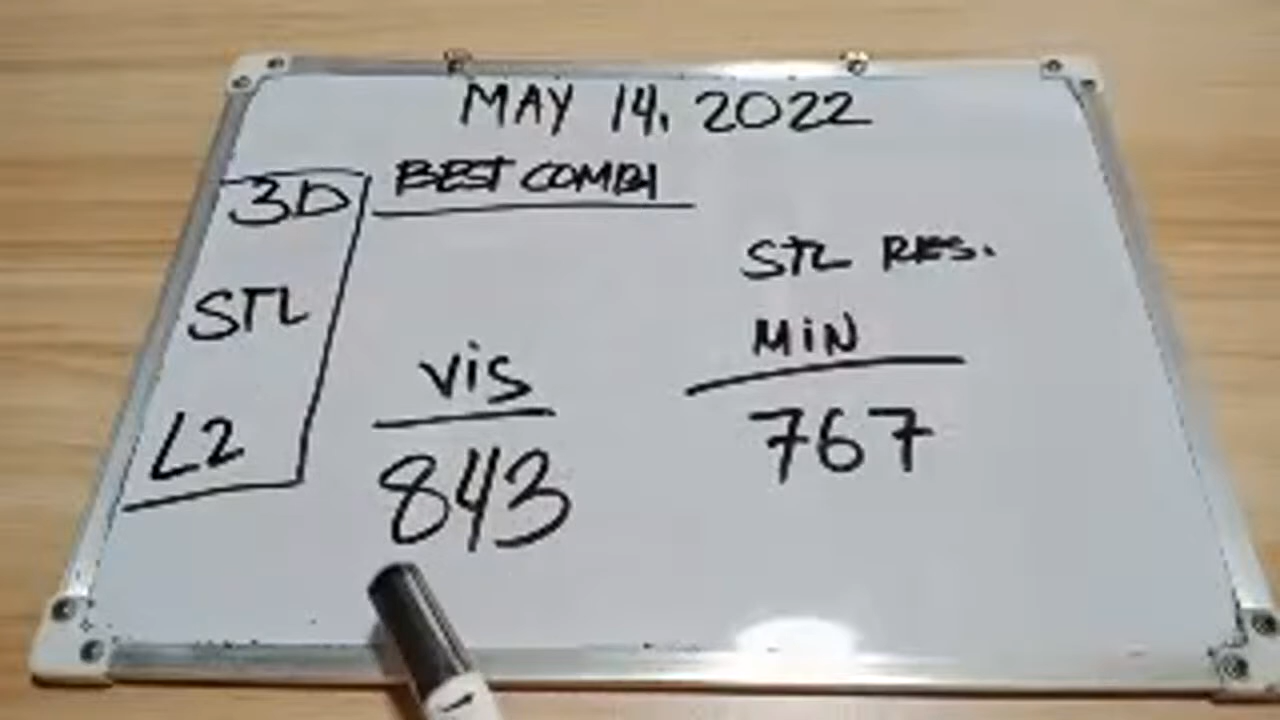 MAY 14, 2022
3D
BEST COMBI
STL
L2
VIS
843
STL RES.
MIN
767